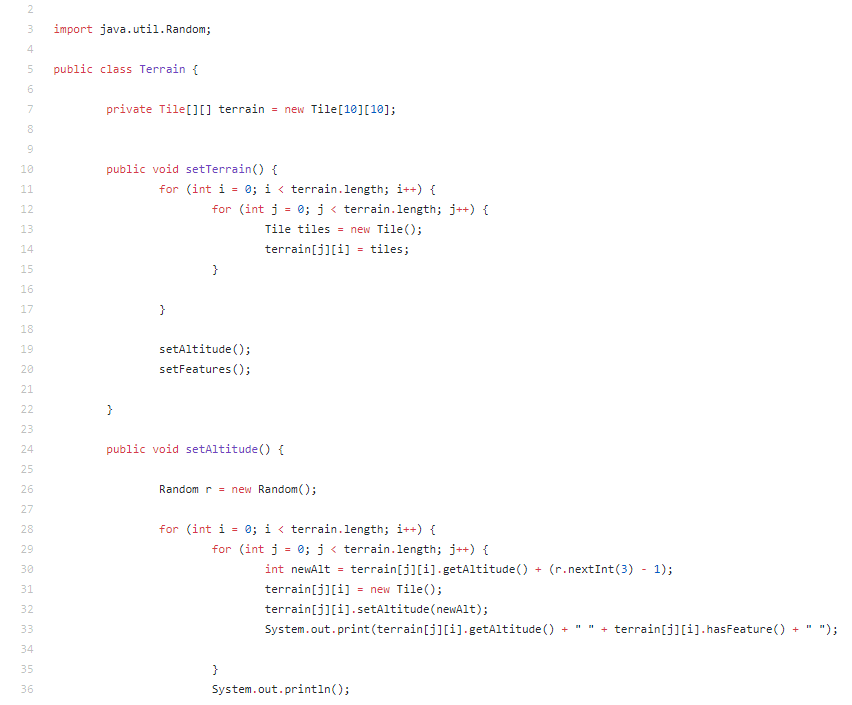 2
3 import java.util.Random;
4
5 public class Terrain {
6
7 private Tile[][] terrain = new Tile[10][10];
8
9
10 public void setTerrain() {
11 for (int i = 0; i < terrain.length; i++) {
12 for (int j = 0; j < terrain.length; j++) {
13 Tile tiles = new Tile();
14 terrain[j][i] = tiles;
15 }
16
17 }
18
19 setAltitude();
20 setFeatures();
21
22 }
23
24 public void setAltitude() {
25
26 Random r = new Random();
27
28 for (int i = 0; i < terrain.length; i++) {
29 for (int j = 0; j < terrain.length; j++) {
30 int newAlt = terrain[j][i].getAltitude() + (r.nextInt(3) - 1);
31 terrain[j][i] = new Tile();
32 terrain[j][i].setAltitude(newAlt);
33 System.out.print(terrain[j][i].getAltitude() + " " + terrain[j][i].hasFeature() + " ");
34
35 }
36 System.out.println();